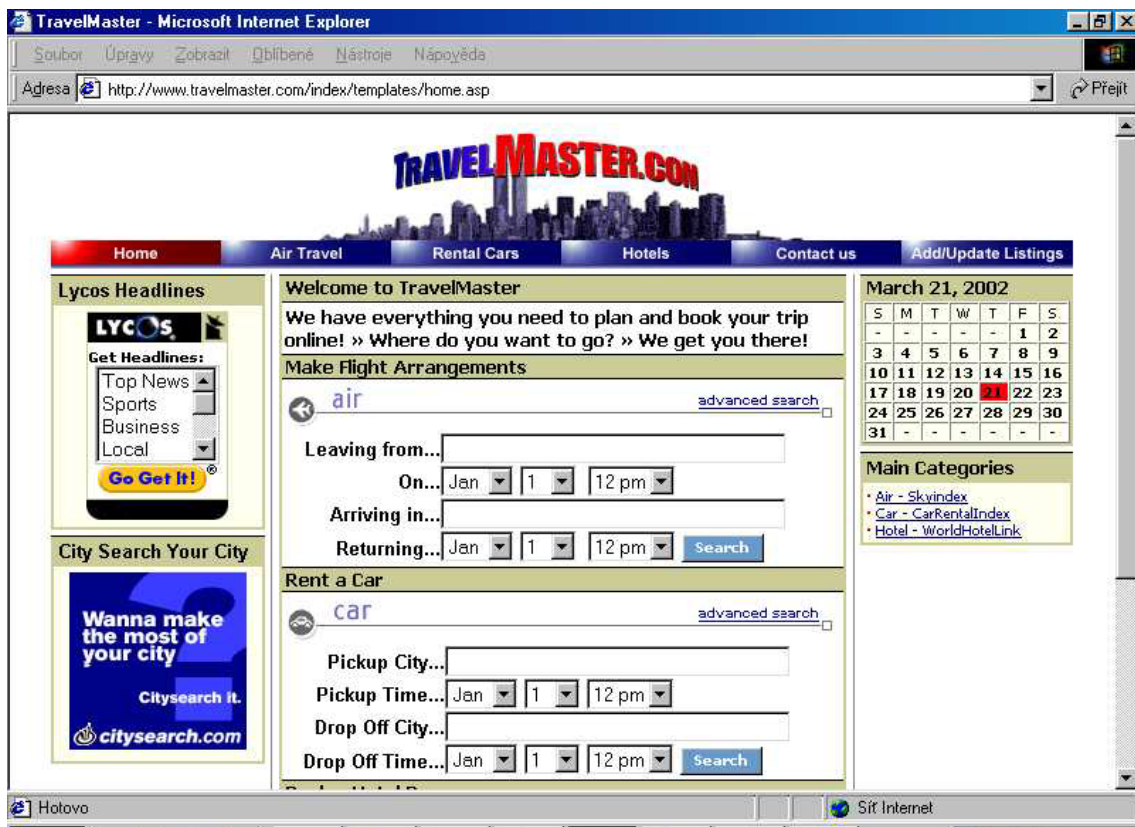 TravelMaster - Microsoft Internet Explorer
Soubor Úpravy Zobrazit Oblíbené Nástroje Nápověda
Adresa http://www.travelmaster.com/index/templates/home.asp Přejít
TRAVELMASTER.COM
Home Air Travel Rental Cars Hotels Contact us Add/Update Listings
Lycos Headlines
LYCOS
Get Headlines:
Top News
Sports
Business
Local
Go Get It! ®
City Search Your City
Wanna make
the most of
your city
Citysearch it.
citysearch.com
Welcome to TravelMaster
We have everything you need to plan and book your trip
online! » Where do you want to go? » We get you there!
Make Flight Arrangements
air advanced search
Leaving from...
On... Jan 1 12 pm
Arriving in...
Returning... Jan 1 12 pm Search
Rent a Car
car advanced search
Pickup City...
Pickup Time... Jan 1 12 pm
Drop Off City...
Drop Off Time... Jan 1 12 pm Search
March 21, 2002
S M T W T F S
- - - - - 1 2
3 4 5 6 7 8 9
10 11 12 13 14 15 16
17 18 19 20 21 22 23
24 25 26 27 28 29 30
31 - - - - - -
Main Categories
· Air - Skyindex
· Car - CarRentalIndex
· Hotel - WorldHotelLink
Hotovo Síť Internet